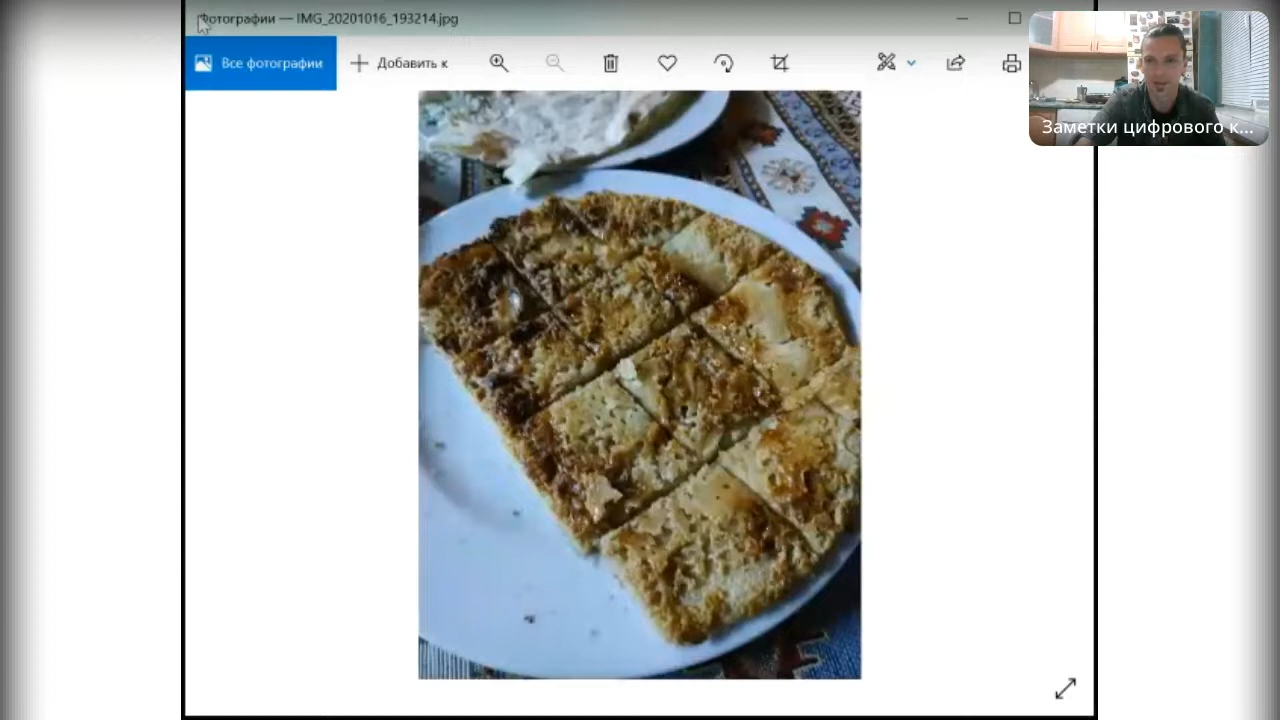 Фотографии — IMG_20201016_193214.jpg
Все фотографии
Добавить к
Заметки цифрового к...